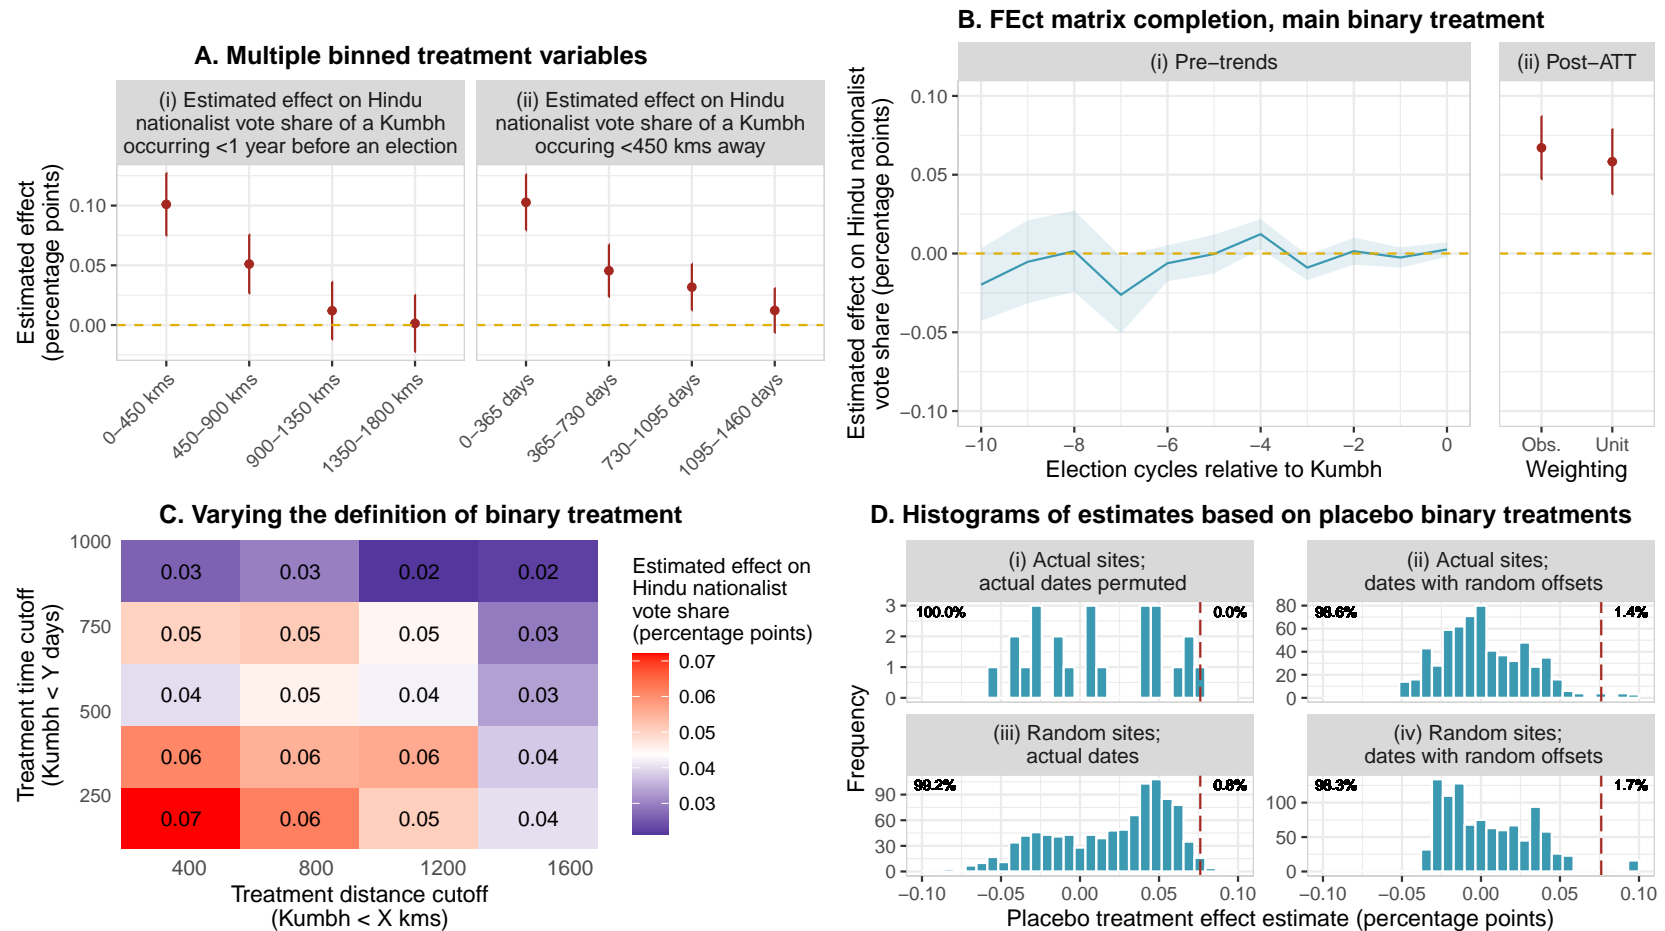 A. Multiple binned treatment variables
(i) Estimated effect on Hindu
nationalist vote share of a Kumbh
occurring <1 year before an election
(ii) Estimated effect on Hindu
nationalist vote share of a Kumbh
occuring <450 kms away
Estimated effect
(percentage points)
0.10
0.05
0.00
0−450 kms
450−900 kms
900−1350 kms
1350−1800 kms
0−365 days
365−730 days
730−1095 days
1095−1460 days
B. FEct matrix completion, main binary treatment
(i) Pre−trends
(ii) Post−ATT
Estimated effect on Hindu nationalist
vote share (percentage points)
0.10
0.05
0.00
−0.05
−0.10
−10
−8
−6
−4
−2
0
Obs.
Unit
Election cycles relative to Kumbh
Weighting
C. Varying the definition of binary treatment
Treatment time cutoff
(Kumbh < Y days)
1000
750
500
250
0.03 0.03 0.02 0.02
0.05 0.05 0.05 0.03
0.04 0.05 0.04 0.03
0.06 0.06 0.06 0.04
0.07 0.06 0.05 0.04
400
800
1200
1600
Treatment distance cutoff
(Kumbh < X kms)
Estimated effect on
Hindu nationalist
vote share
(percentage points)
0.07
0.06
0.05
0.04
0.03
D. Histograms of estimates based on placebo binary treatments
Frequency
(i) Actual sites;
actual dates permuted
100.0%
0.0%
3
2
1
0
(ii) Actual sites;
dates with random offsets
98.6%
1.4%
80
60
40
20
0
(iii) Random sites;
actual dates
99.2%
0.8%
90
60
30
0
(iv) Random sites;
dates with random offsets
98.3%
1.7%
100
50
0
−0.10
−0.05
0.00
0.05
0.10
−0.10
−0.05
0.00
0.05
0.10
Placebo treatment effect estimate (percentage points)